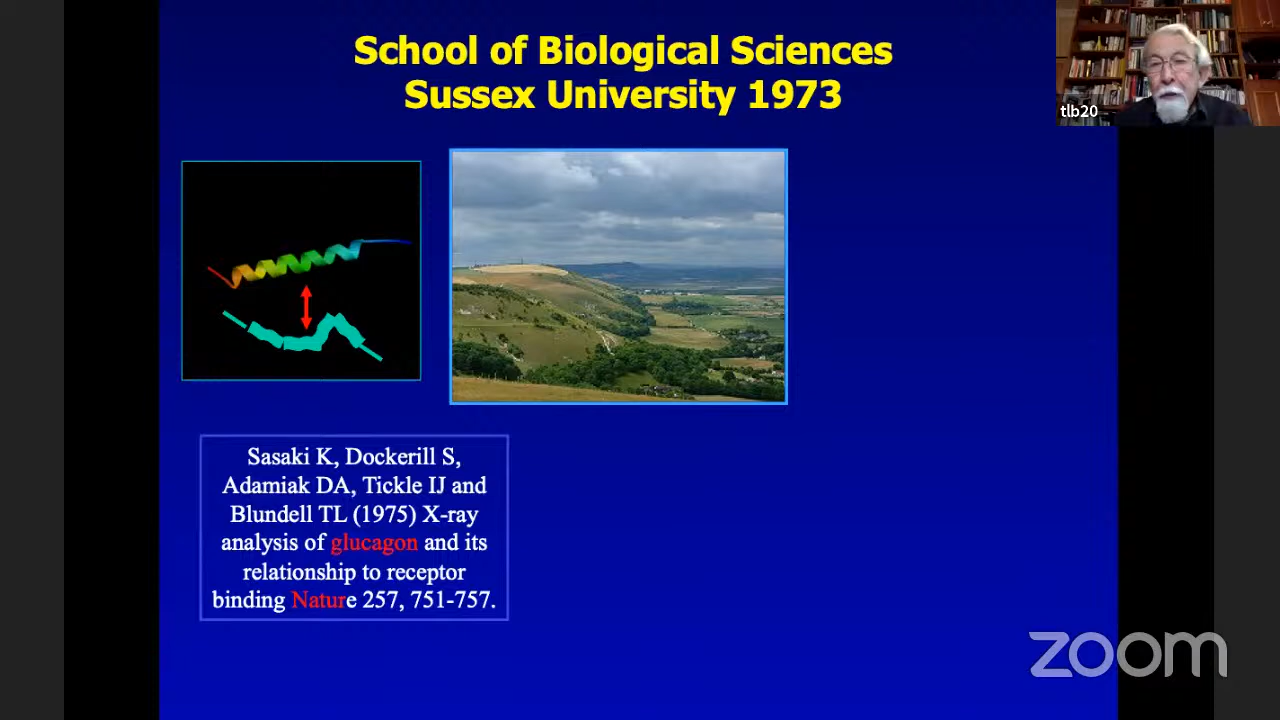 School of Biological Sciences
Sussex University 1973
tlb20
Sasaki K, Dockerill S,
Adamiak DA, Tickle IJ and
Blundell TL (1975) X-ray
analysis of glucagon and its
relationship to receptor
binding Nature 257, 751-757.
zoom